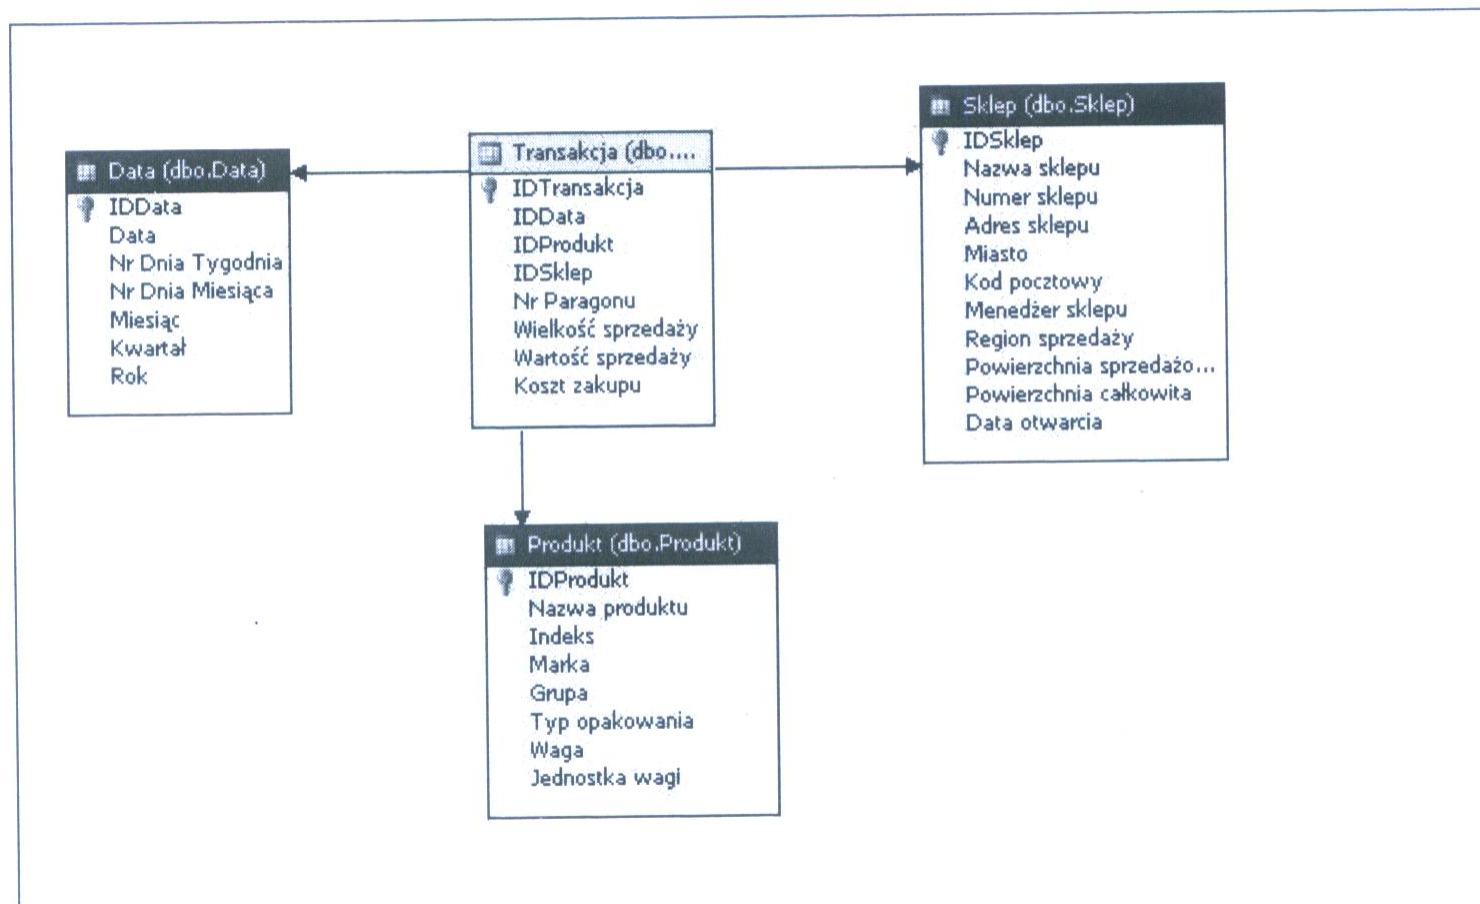 Data (dbo.Data)
IDData
Data
Nr Dnia Tygodnia
Nr Dnia Miesiąca
Miesiąc
Kwartał
Rok
Transakcja (dbo....
IDTransakcja
IDData
IDProdukt
IDSklep
Nr Paragonu
Wielkość sprzedaży
Wartość sprzedaży
Koszt zakupu
Sklep (dbo.Sklep)
IDSklep
Nazwa sklepu
Numer sklepu
Adres sklepu
Miasto
Kod pocztowy
Menedżer sklepu
Region sprzedaży
Powierzchnia sprzedażo...
Powierzchnia całkowita
Data otwarcia
Produkt (dbo.Produkt)
IDProdukt
Nazwa produktu
Indeks
Marka
Grupa
Typ opakowania
Waga
Jednostka wagi